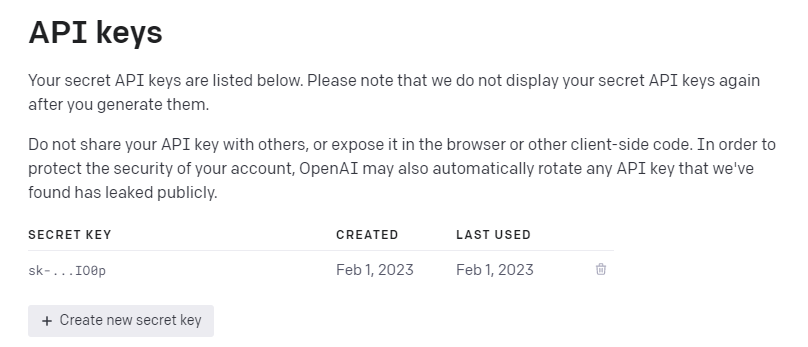 API keys
Your secret API keys are listed below. Please note that we do not display your secret API keys again
after you generate them.
Do not share your API key with others, or expose it in the browser or other client-side code. In order to
protect the security of your account, OpenAI may also automatically rotate any API key that we've
found has leaked publicly.
SECRET KEY CREATED LAST USED
sk-...IO0p Feb 1, 2023 Feb 1, 2023
+ Create new secret key